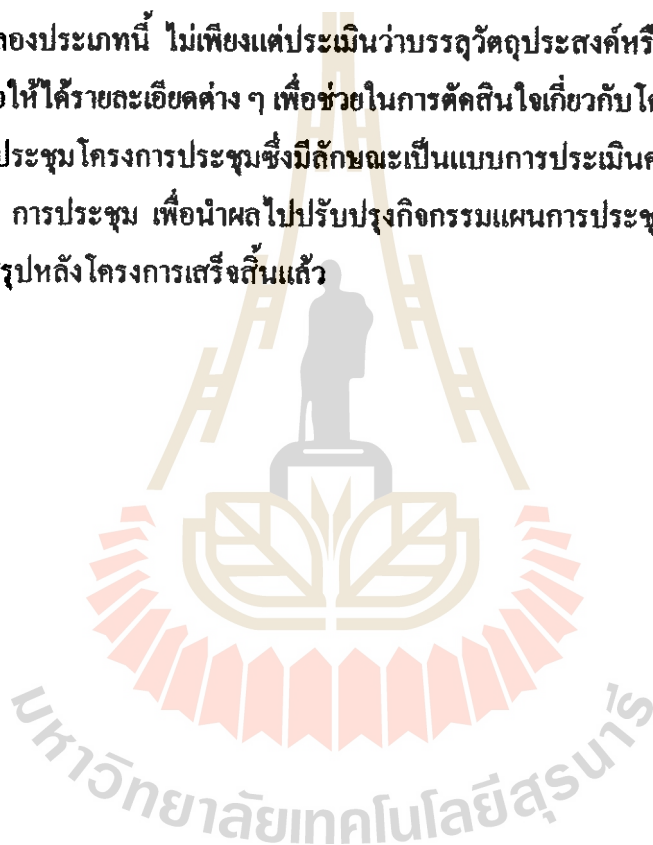 ลองประเภทนี้ ไม่เพียงแต่ประเมินว่าบรรลุวัตถุประสงค์หรื
อให้ได้รายละเอียดต่าง ๆ เพื่อช่วยในการตัดสินใจเกี่ยวกับโ
ประชุมโครงการประชุมซึ่งมีลักษณะเป็นแบบการประเมินค
การประชุม เพื่อนำผลไปปรับปรุงกิจกรรมแผนการประชุ
รุปหลังโครงการเสร็จสิ้นแล้ว
มหาวิทยาลัยเทคโนโลยีสุรนารี